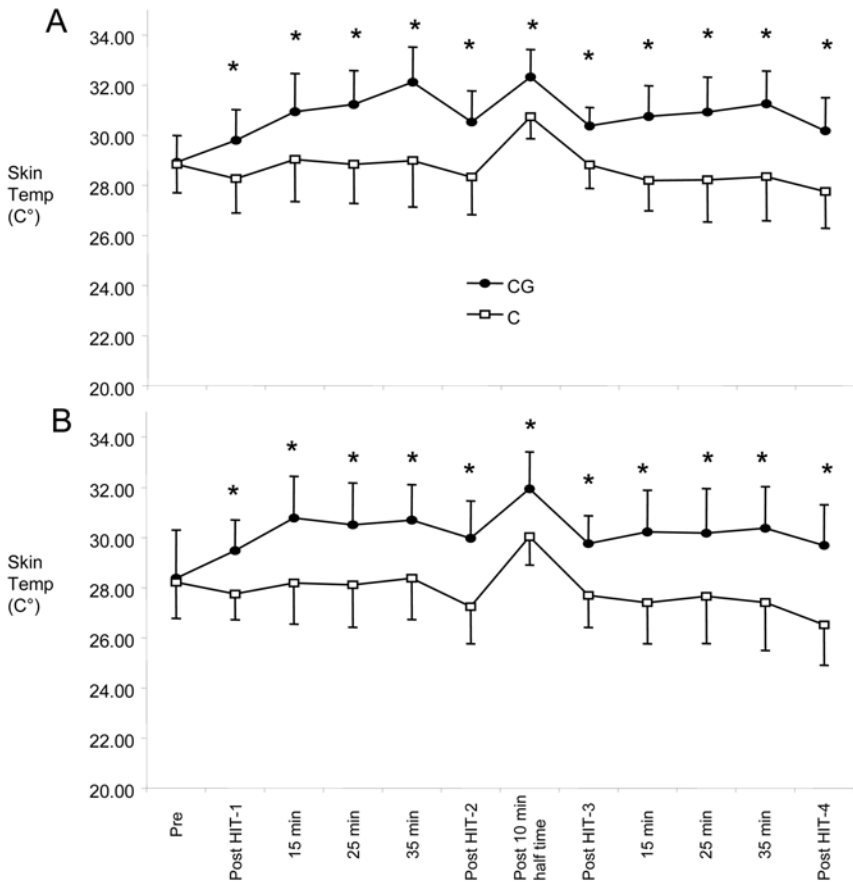 A
34.00
* * * * * * * * * * *
32.00
30.00
Skin
Temp
(C°)
28.00
26.00
24.00
CG
C
22.00
20.00
B
34.00
* * * * * * * * * * *
32.00
30.00
Skin
Temp
(C°)
28.00
26.00
24.00
22.00
20.00
Pre
Post HIT-1
15 min
25 min
35 min
Post HIT-2
Post 10 min
half time
Post HIT-3
15 min
25 min
35 min
Post HIT-4